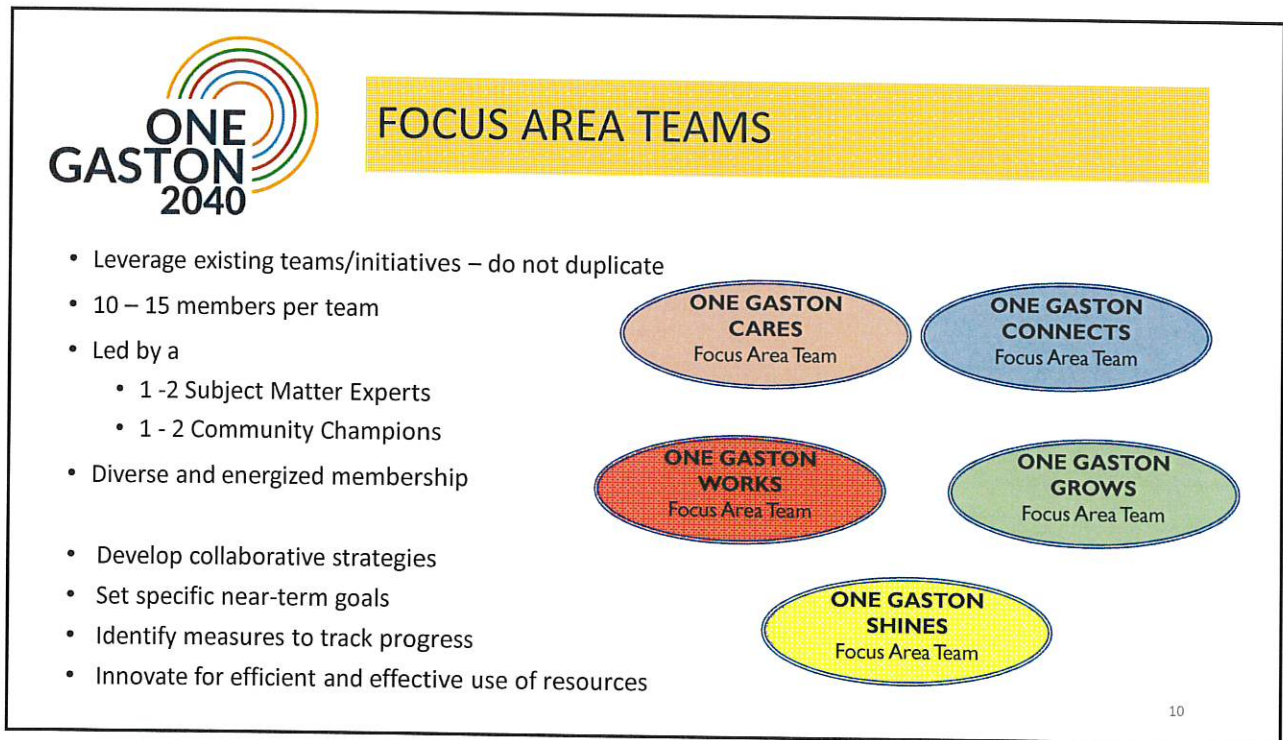 ONE
GASTON
2040
FOCUS AREA TEAMS
• Leverage existing teams/initiatives – do not duplicate
• 10 – 15 members per team
• Led by a
• 1 -2 Subject Matter Experts
• 1 - 2 Community Champions
• Diverse and energized membership
• Develop collaborative strategies
• Set specific near-term goals
• Identify measures to track progress
• Innovate for efficient and effective use of resources
ONE GASTON
CARES
Focus Area Team
ONE GASTON
CONNECTS
Focus Area Team
ONE GASTON
WORKS
Focus Area Team
ONE GASTON
GROWS
Focus Area Team
ONE GASTON
SHINES
Focus Area Team
10